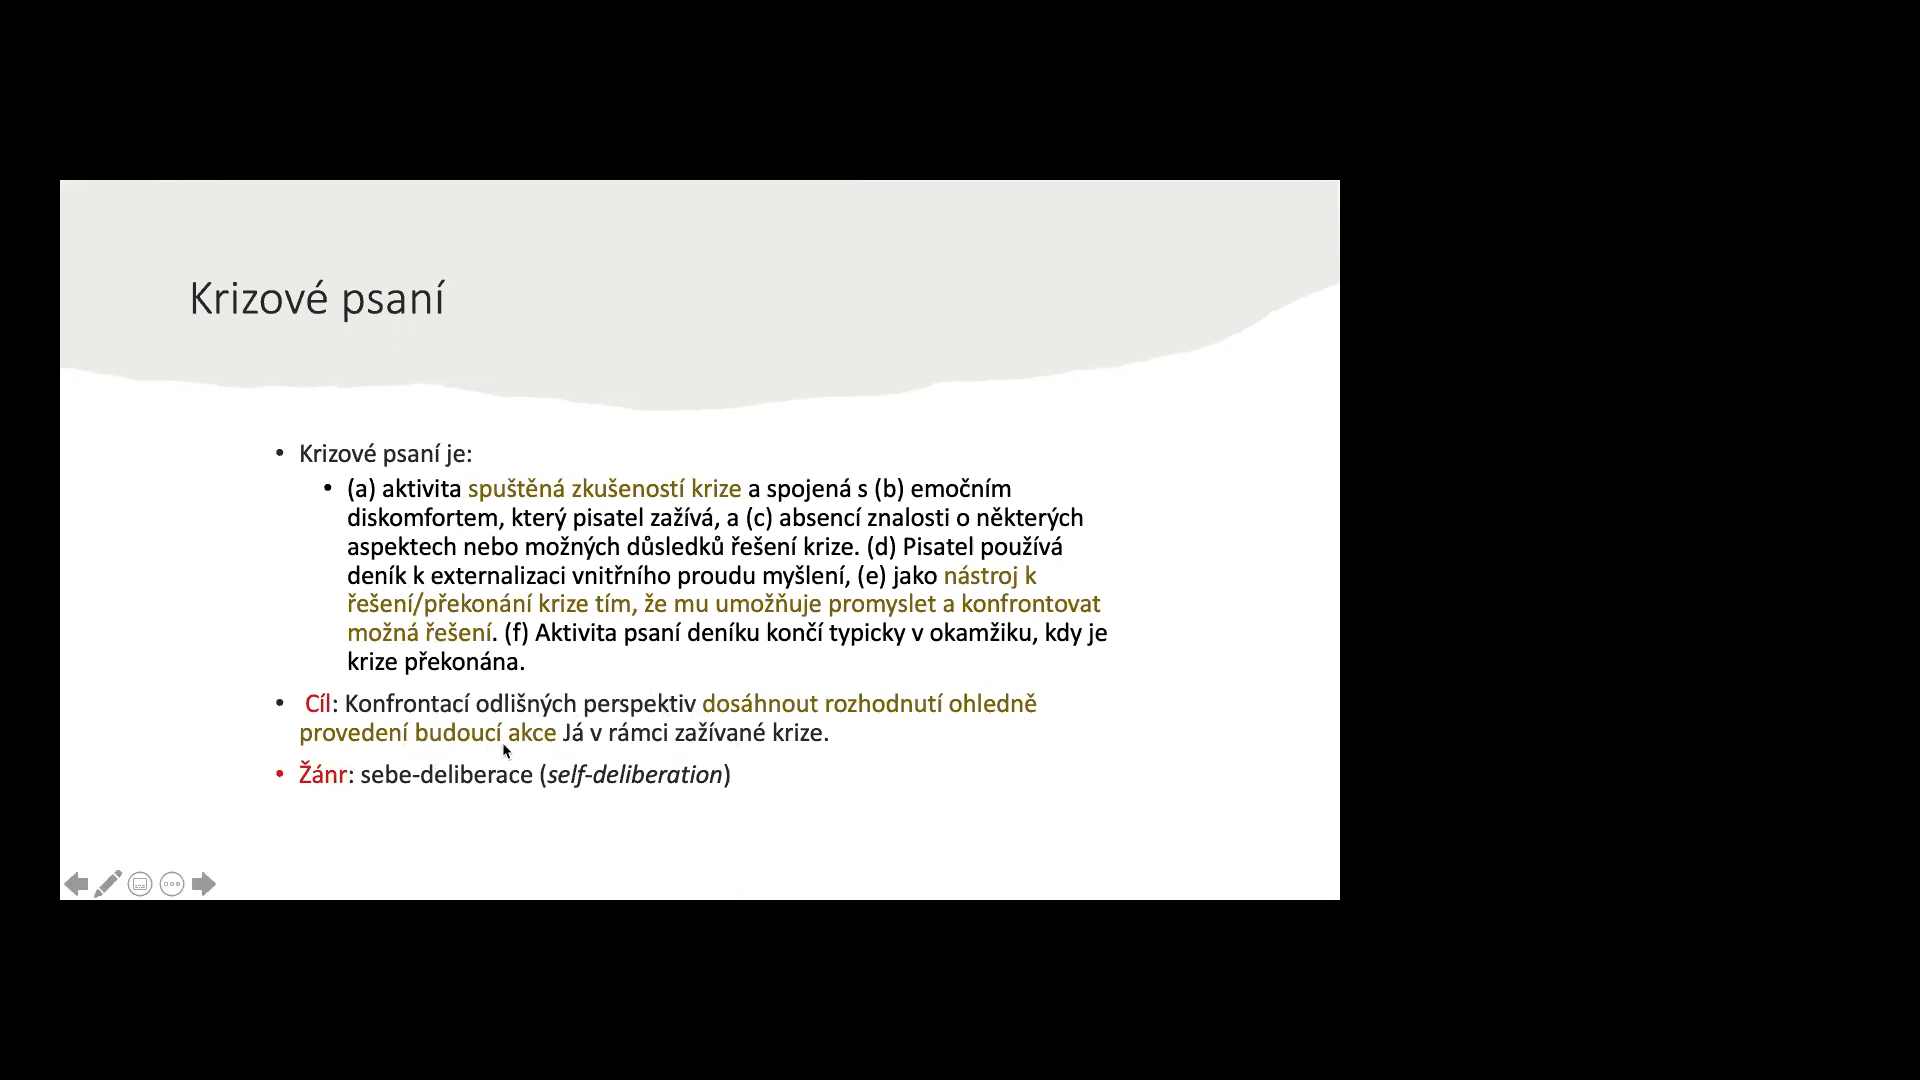 Krizové psaní
• Krizové psaní je:
• (a) aktivita spuštěná zkušeností krize a spojená s (b) emočním
diskomfortem, který pisatel zažívá, a (c) absencí znalosti o některých
aspektech nebo možných důsledků řešení krize. (d) Pisatel používá
deník k externalizaci vnitřního proudu myšlení, (e) jako nástroj k
řešení/překonání krize tím, že mu umožňuje promyslet a konfrontovat
možná řešení. (f) Aktivita psaní deníku končí typicky v okamžiku, kdy je
krize překonána.
• Cíl: Konfrontací odlišných perspektiv dosáhnout rozhodnutí ohledně
provedení budoucí akce Já v rámci zažívané krize.
• Žánr: sebe-deliberace (self-deliberation)